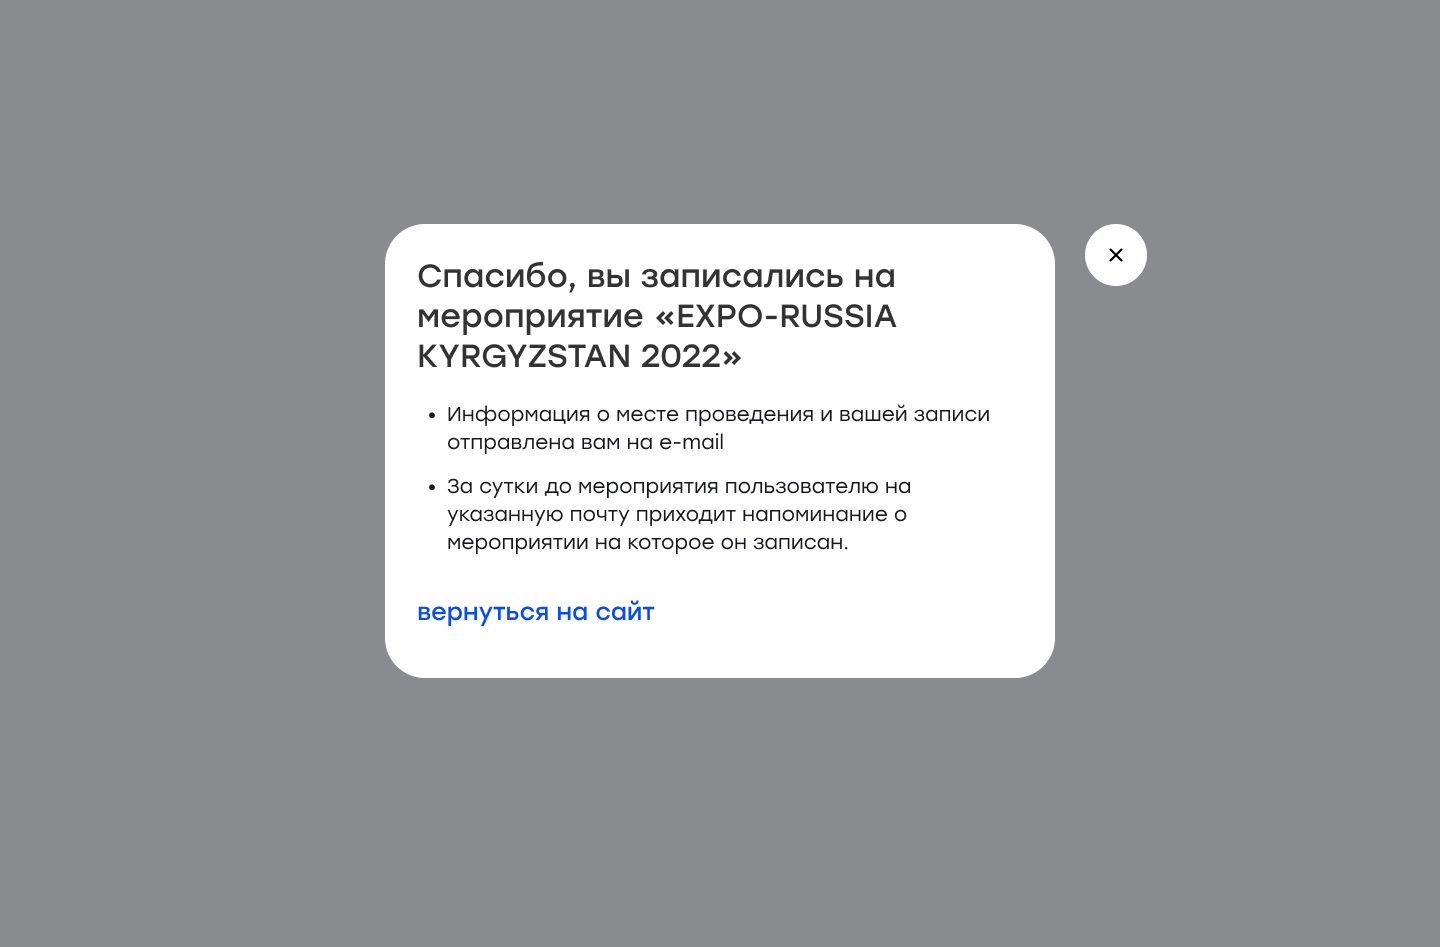 Спасибо, вы записались на
мероприятие «EXPO-RUSSIA
KYRGYZSTAN 2022»
• Информация о месте проведения и вашей записи
отправлена вам на e-mail
• За сутки до мероприятия пользователю на
указанную почту приходит напоминание о
мероприятии на которое он записан.
вернуться на сайт